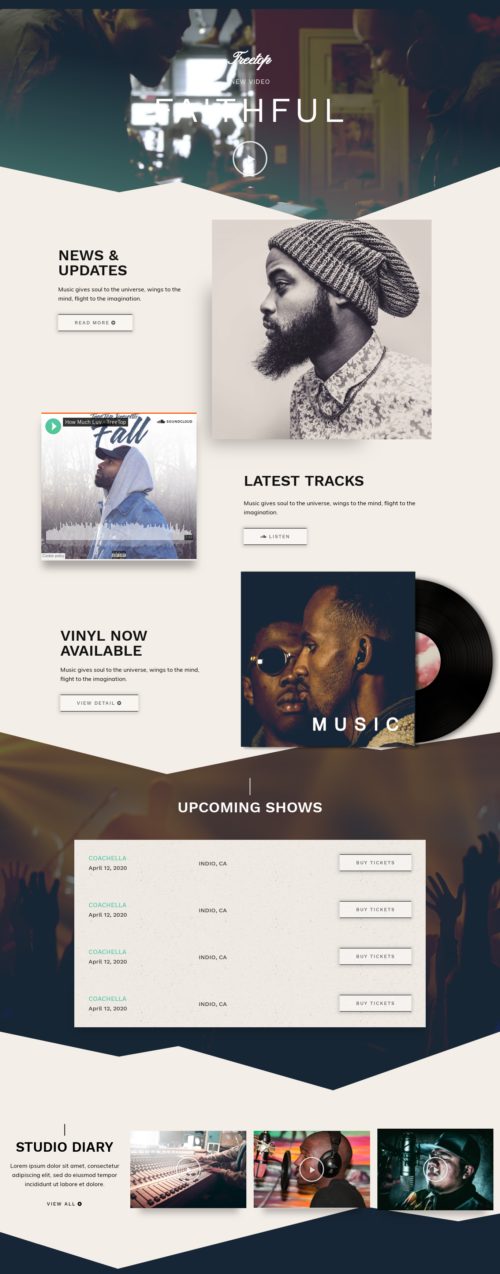 Freetop
NEW VIDEO
FAITHFUL
NEWS &
UPDATES
Music gives soul to the universe, wings to the
mind, flight to the imagination.
READ MORE
How Much Luv - TreeTop
SOUNDCLOUD
Fall
Cookie policy
LATEST TRACKS
Music gives soul to the universe, wings to the mind, flight to the
imagination.
LISTEN
VINYL NOW
AVAILABLE
Music gives soul to the universe, wings to the mind,
flight to the imagination.
VIEW DETAIL
MUSIC
UPCOMING SHOWS
COACHELLA
April 12, 2020
INDIO, CA
BUY TICKETS
COACHELLA
April 12, 2020
INDIO, CA
BUY TICKETS
COACHELLA
April 12, 2020
INDIO, CA
BUY TICKETS
COACHELLA
April 12, 2020
INDIO, CA
BUY TICKETS
STUDIO DIARY
Lorem ipsum dolor sit amet, consectetur
adipiscing elit, sed do eiusmod tempor
incididunt ut labore et dolore.
VIEW ALL